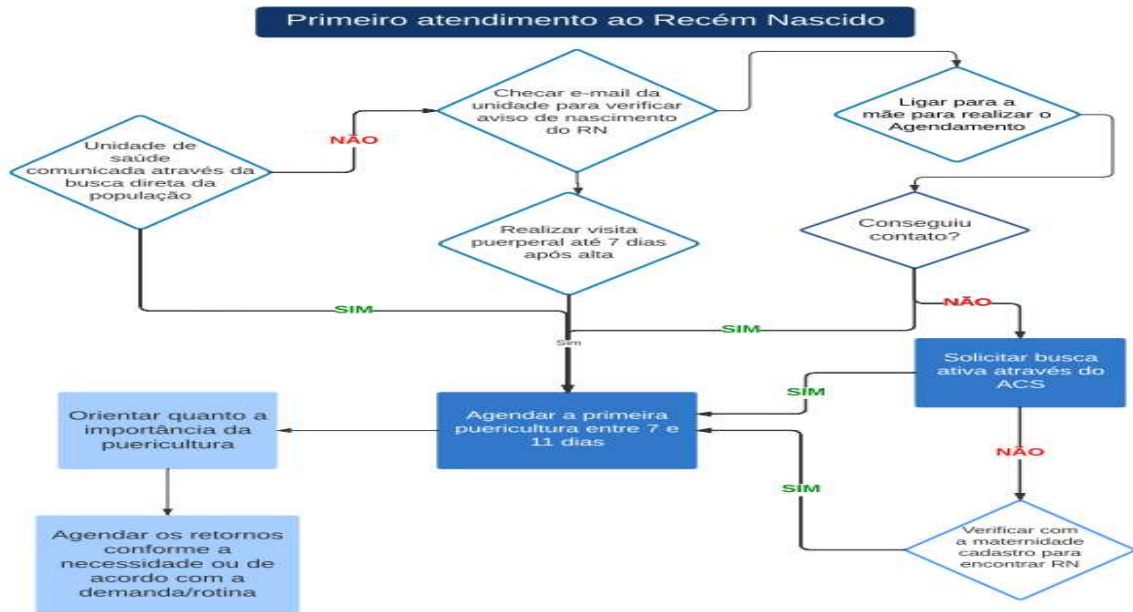 Primeiro atendimento ao Recém Nascido
Checar e-mail da
unidade para verificar
aviso de nascimento
do RN
Ligar para a
mãe para realizar o
Agendamento
NÃO
Unidade de
saúde
comunicada através da
busca direta da
população
Realizar visita
puerperal até 7 dias
após alta
Conseguiu
contato?
SIM
SIM
NÃO
Sim
Solicitar busca
ativa através do
ACS
SIM
Orientar quanto a
importância da
puericultura
Agendar a primeira
puericultura entre 7 e
11 dias
NÃO
SIM
Agendar os retornos
conforme a
necessidade ou de
acordo com a
demanda/rotina
Verificar com
a maternidade
cadastro para
encontrar RN